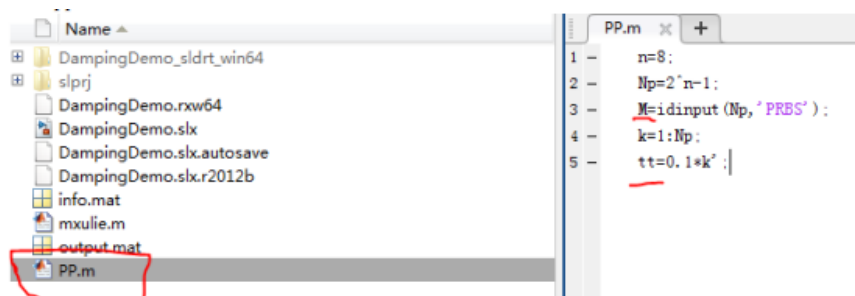 Name
DampingDemo_sldrt_win64
slprj
DampingDemo.rxw64
DampingDemo.slx
DampingDemo.slx.autosave
DampingDemo.slx.r2012b
info.mat
mxulie.m
output.mat
PP.m
PP.m
1 – n=8;
2 – Np=2^n-1;
3 – M=idinput(Np,'PRBS');
4 – k=1:Np;
5 – tt=0.1*k';